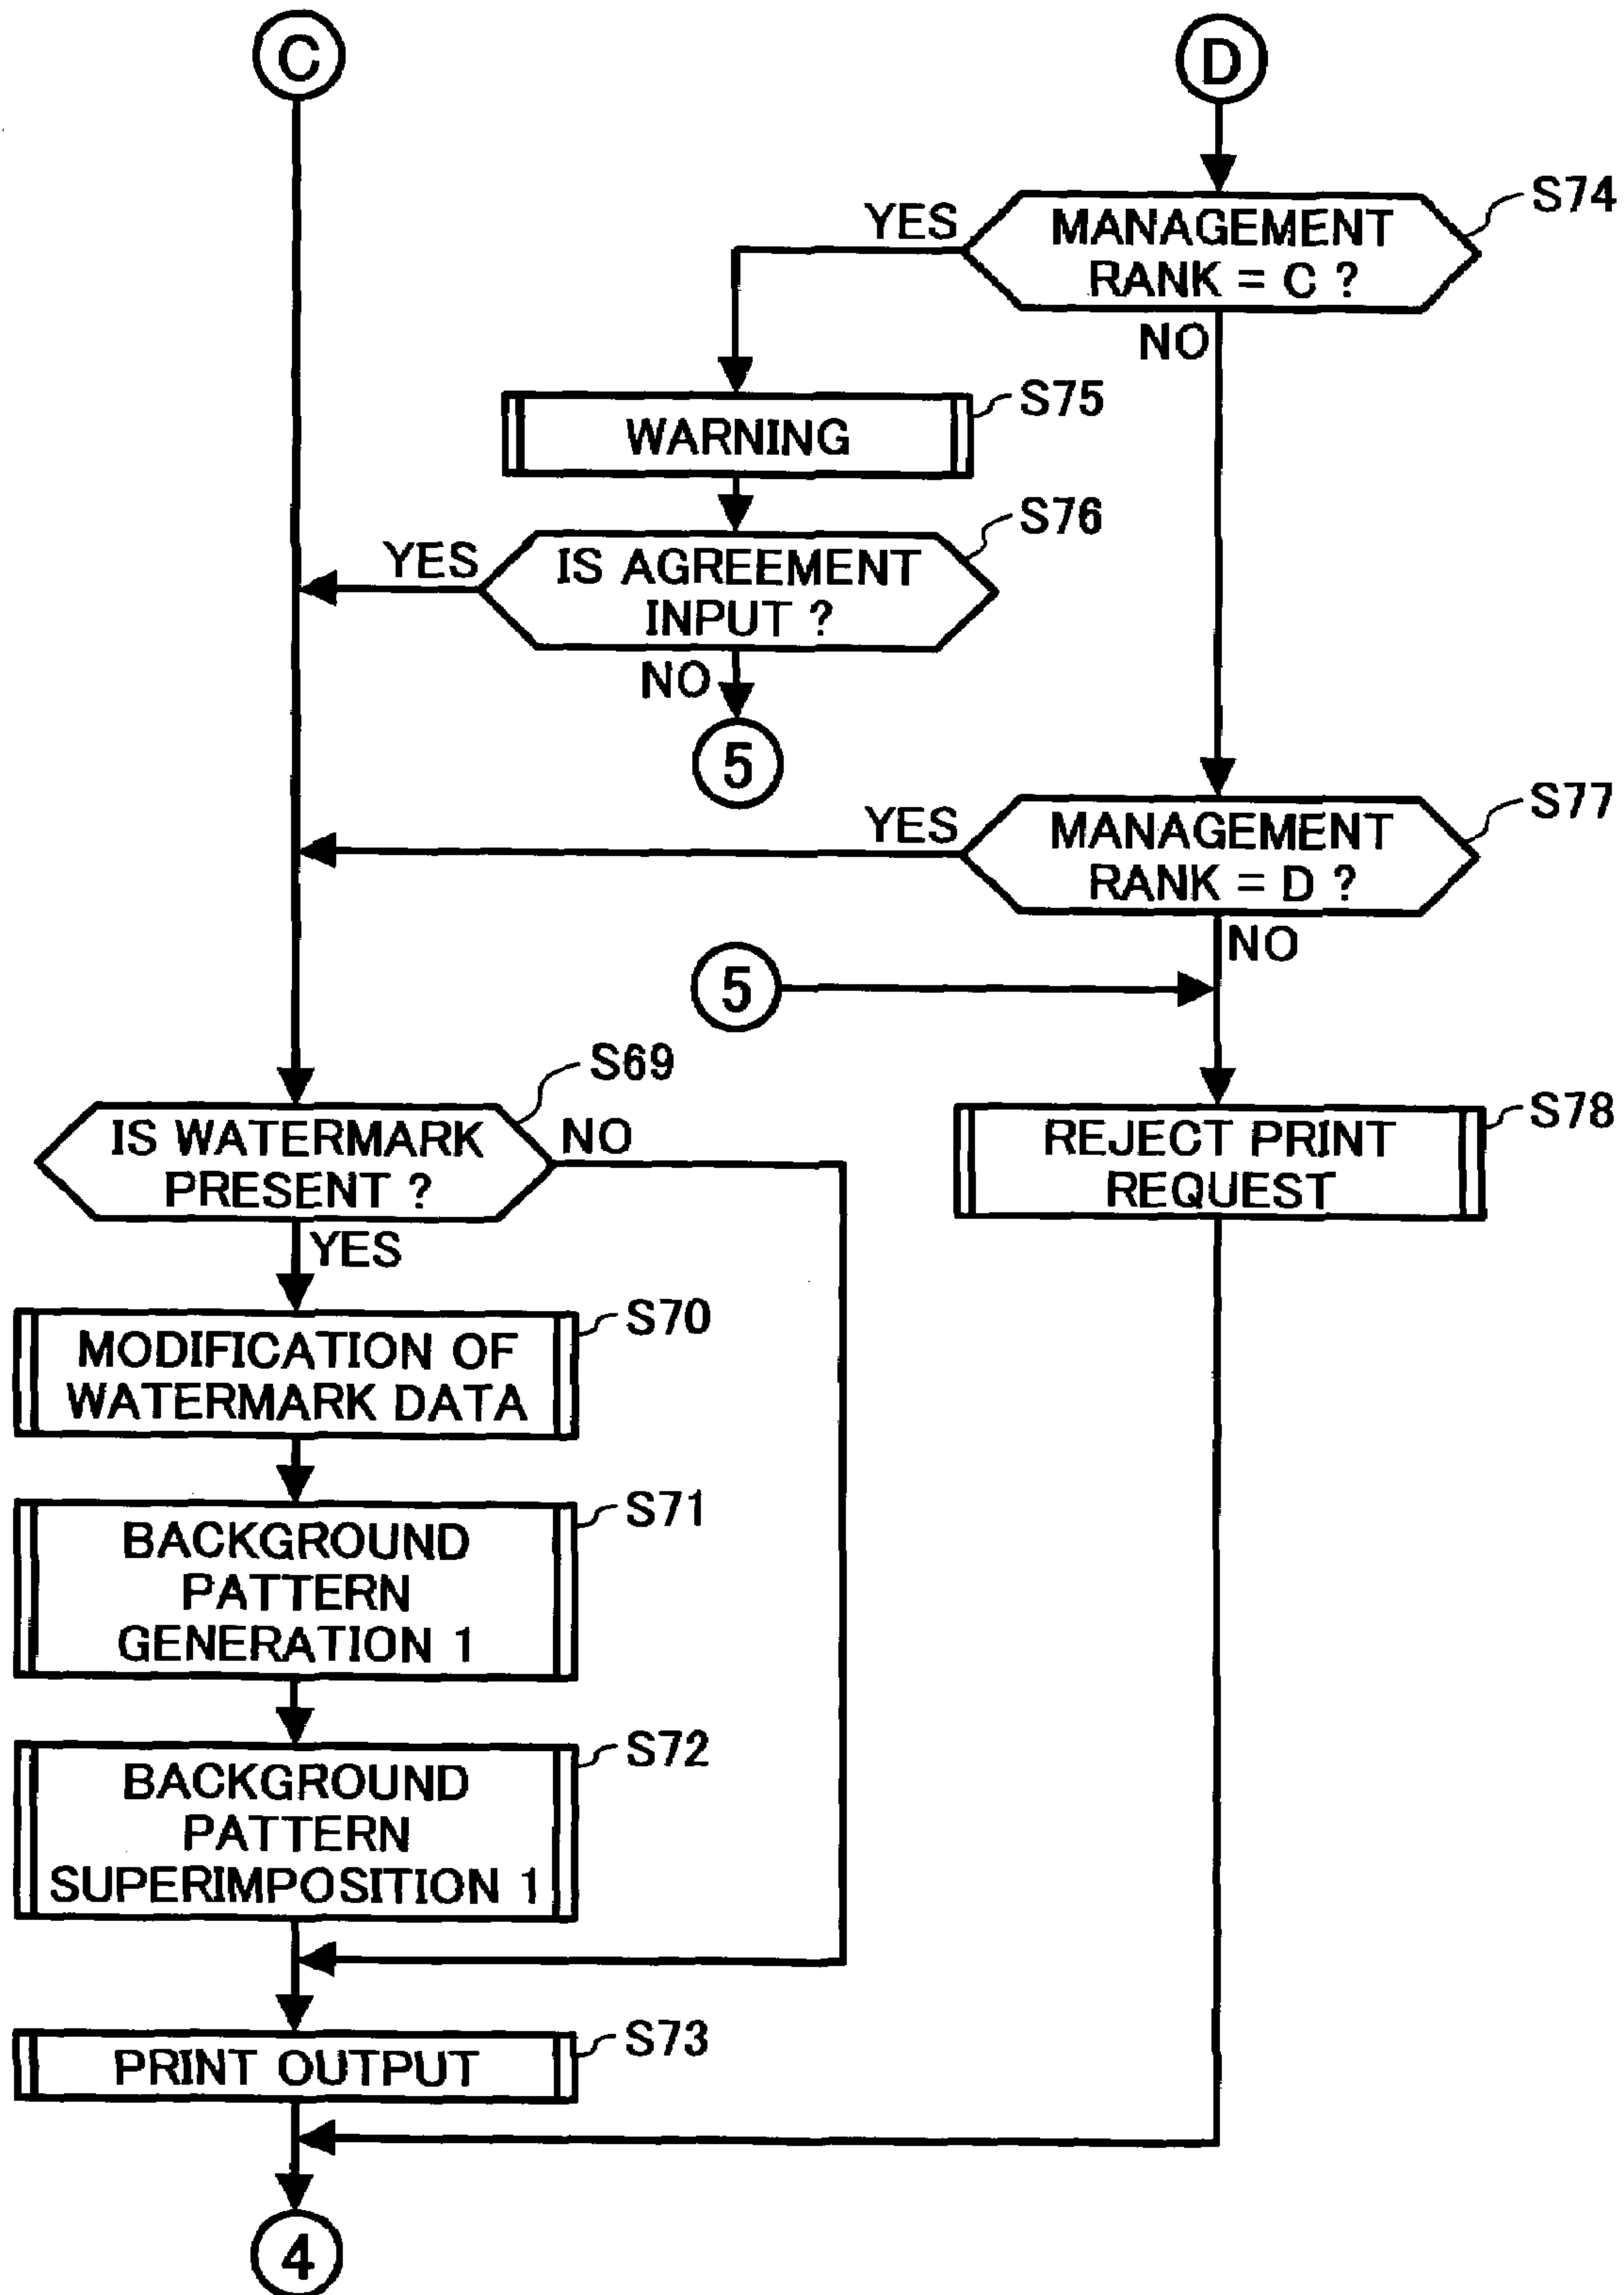 C
D
S74
YES
MANAGEMENT
RANK = C ?
NO
S75
WARNING
S76
YES
IS AGREEMENT
INPUT ?
NO
5
S77
YES
MANAGEMENT
RANK = D ?
NO
5
S69
IS WATERMARK
PRESENT ?
NO
YES
S78
REJECT PRINT
REQUEST
S70
MODIFICATION OF
WATERMARK DATA
S71
BACKGROUND
PATTERN
GENERATION 1
S72
BACKGROUND
PATTERN
SUPERIMPOSITION 1
S73
PRINT OUTPUT
4